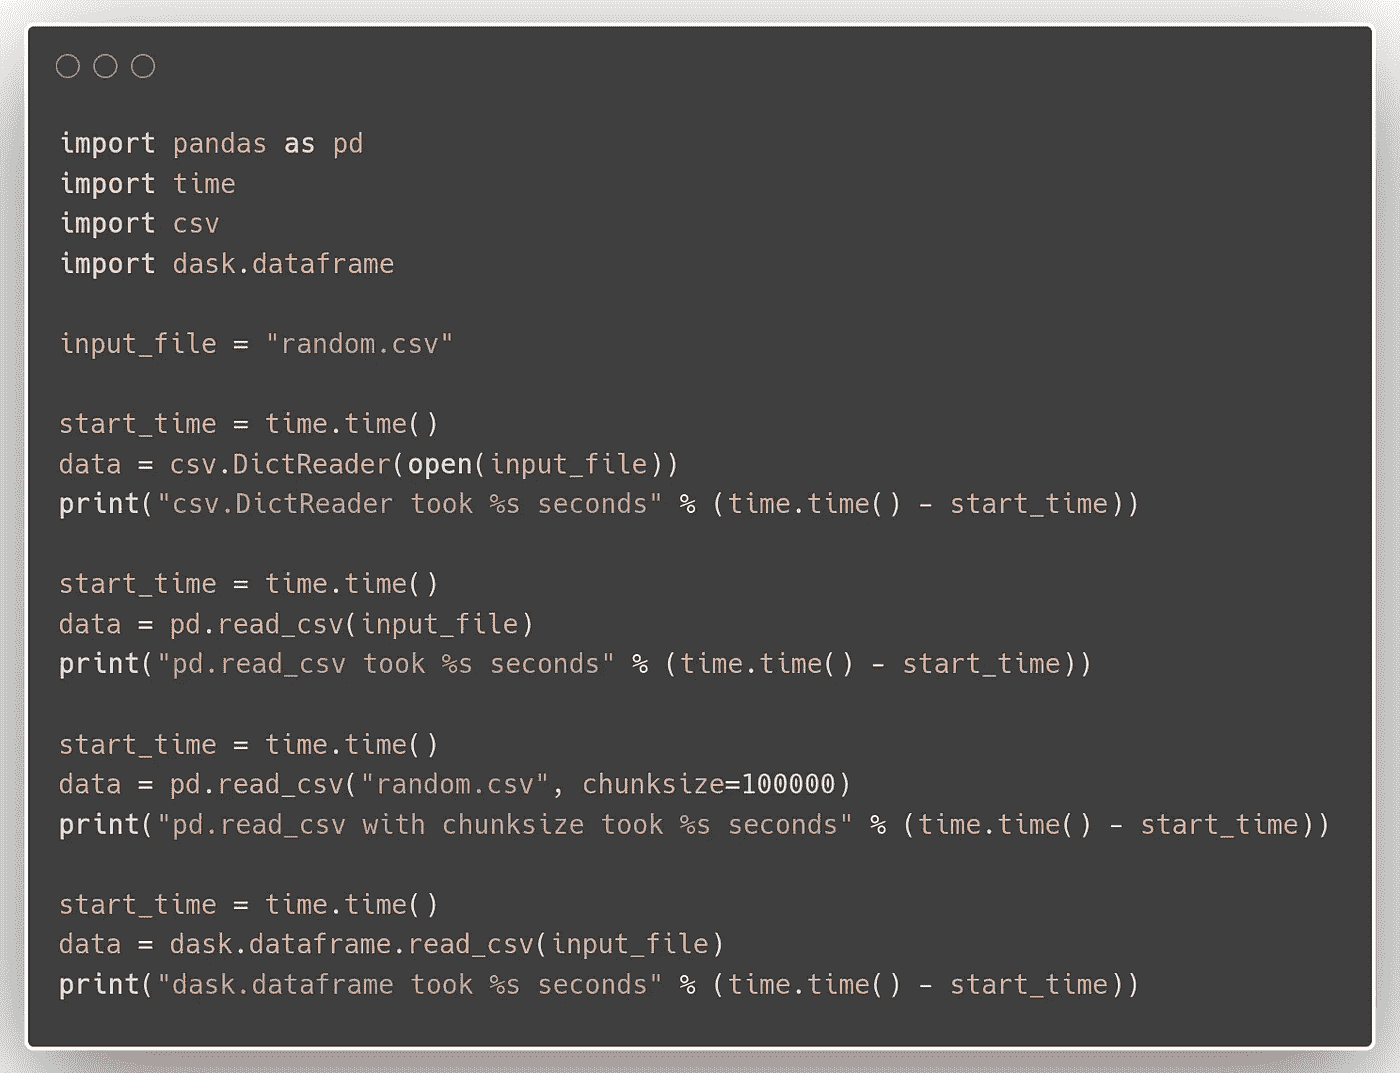 import pandas as pd
import time
import csv
import dask.dataframe
input_file = "random.csv"
start_time = time.time()
data = csv.DictReader(open(input_file))
print("csv.DictReader took %s seconds" % (time.time() - start_time))
start_time = time.time()
data = pd.read_csv(input_file)
print("pd.read_csv took %s seconds" % (time.time() - start_time))
start_time = time.time()
data = pd.read_csv("random.csv", chunksize=100000)
print("pd.read_csv with chunksize took %s seconds" % (time.time() - start_time))
start_time = time.time()
data = dask.dataframe.read_csv(input_file)
print("dask.dataframe took %s seconds" % (time.time() - start_time))